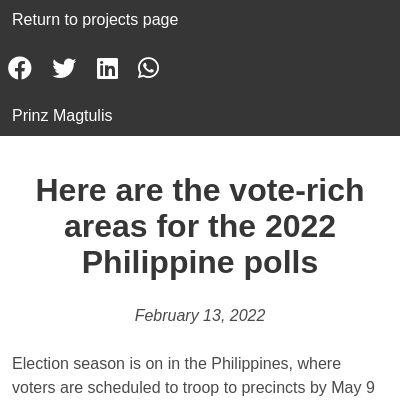 Return to projects page
Prinz Magtulis
Here are the vote-rich
areas for the 2022
Philippine polls
February 13, 2022
Election season is on in the Philippines, where
voters are scheduled to troop to precincts by May 9